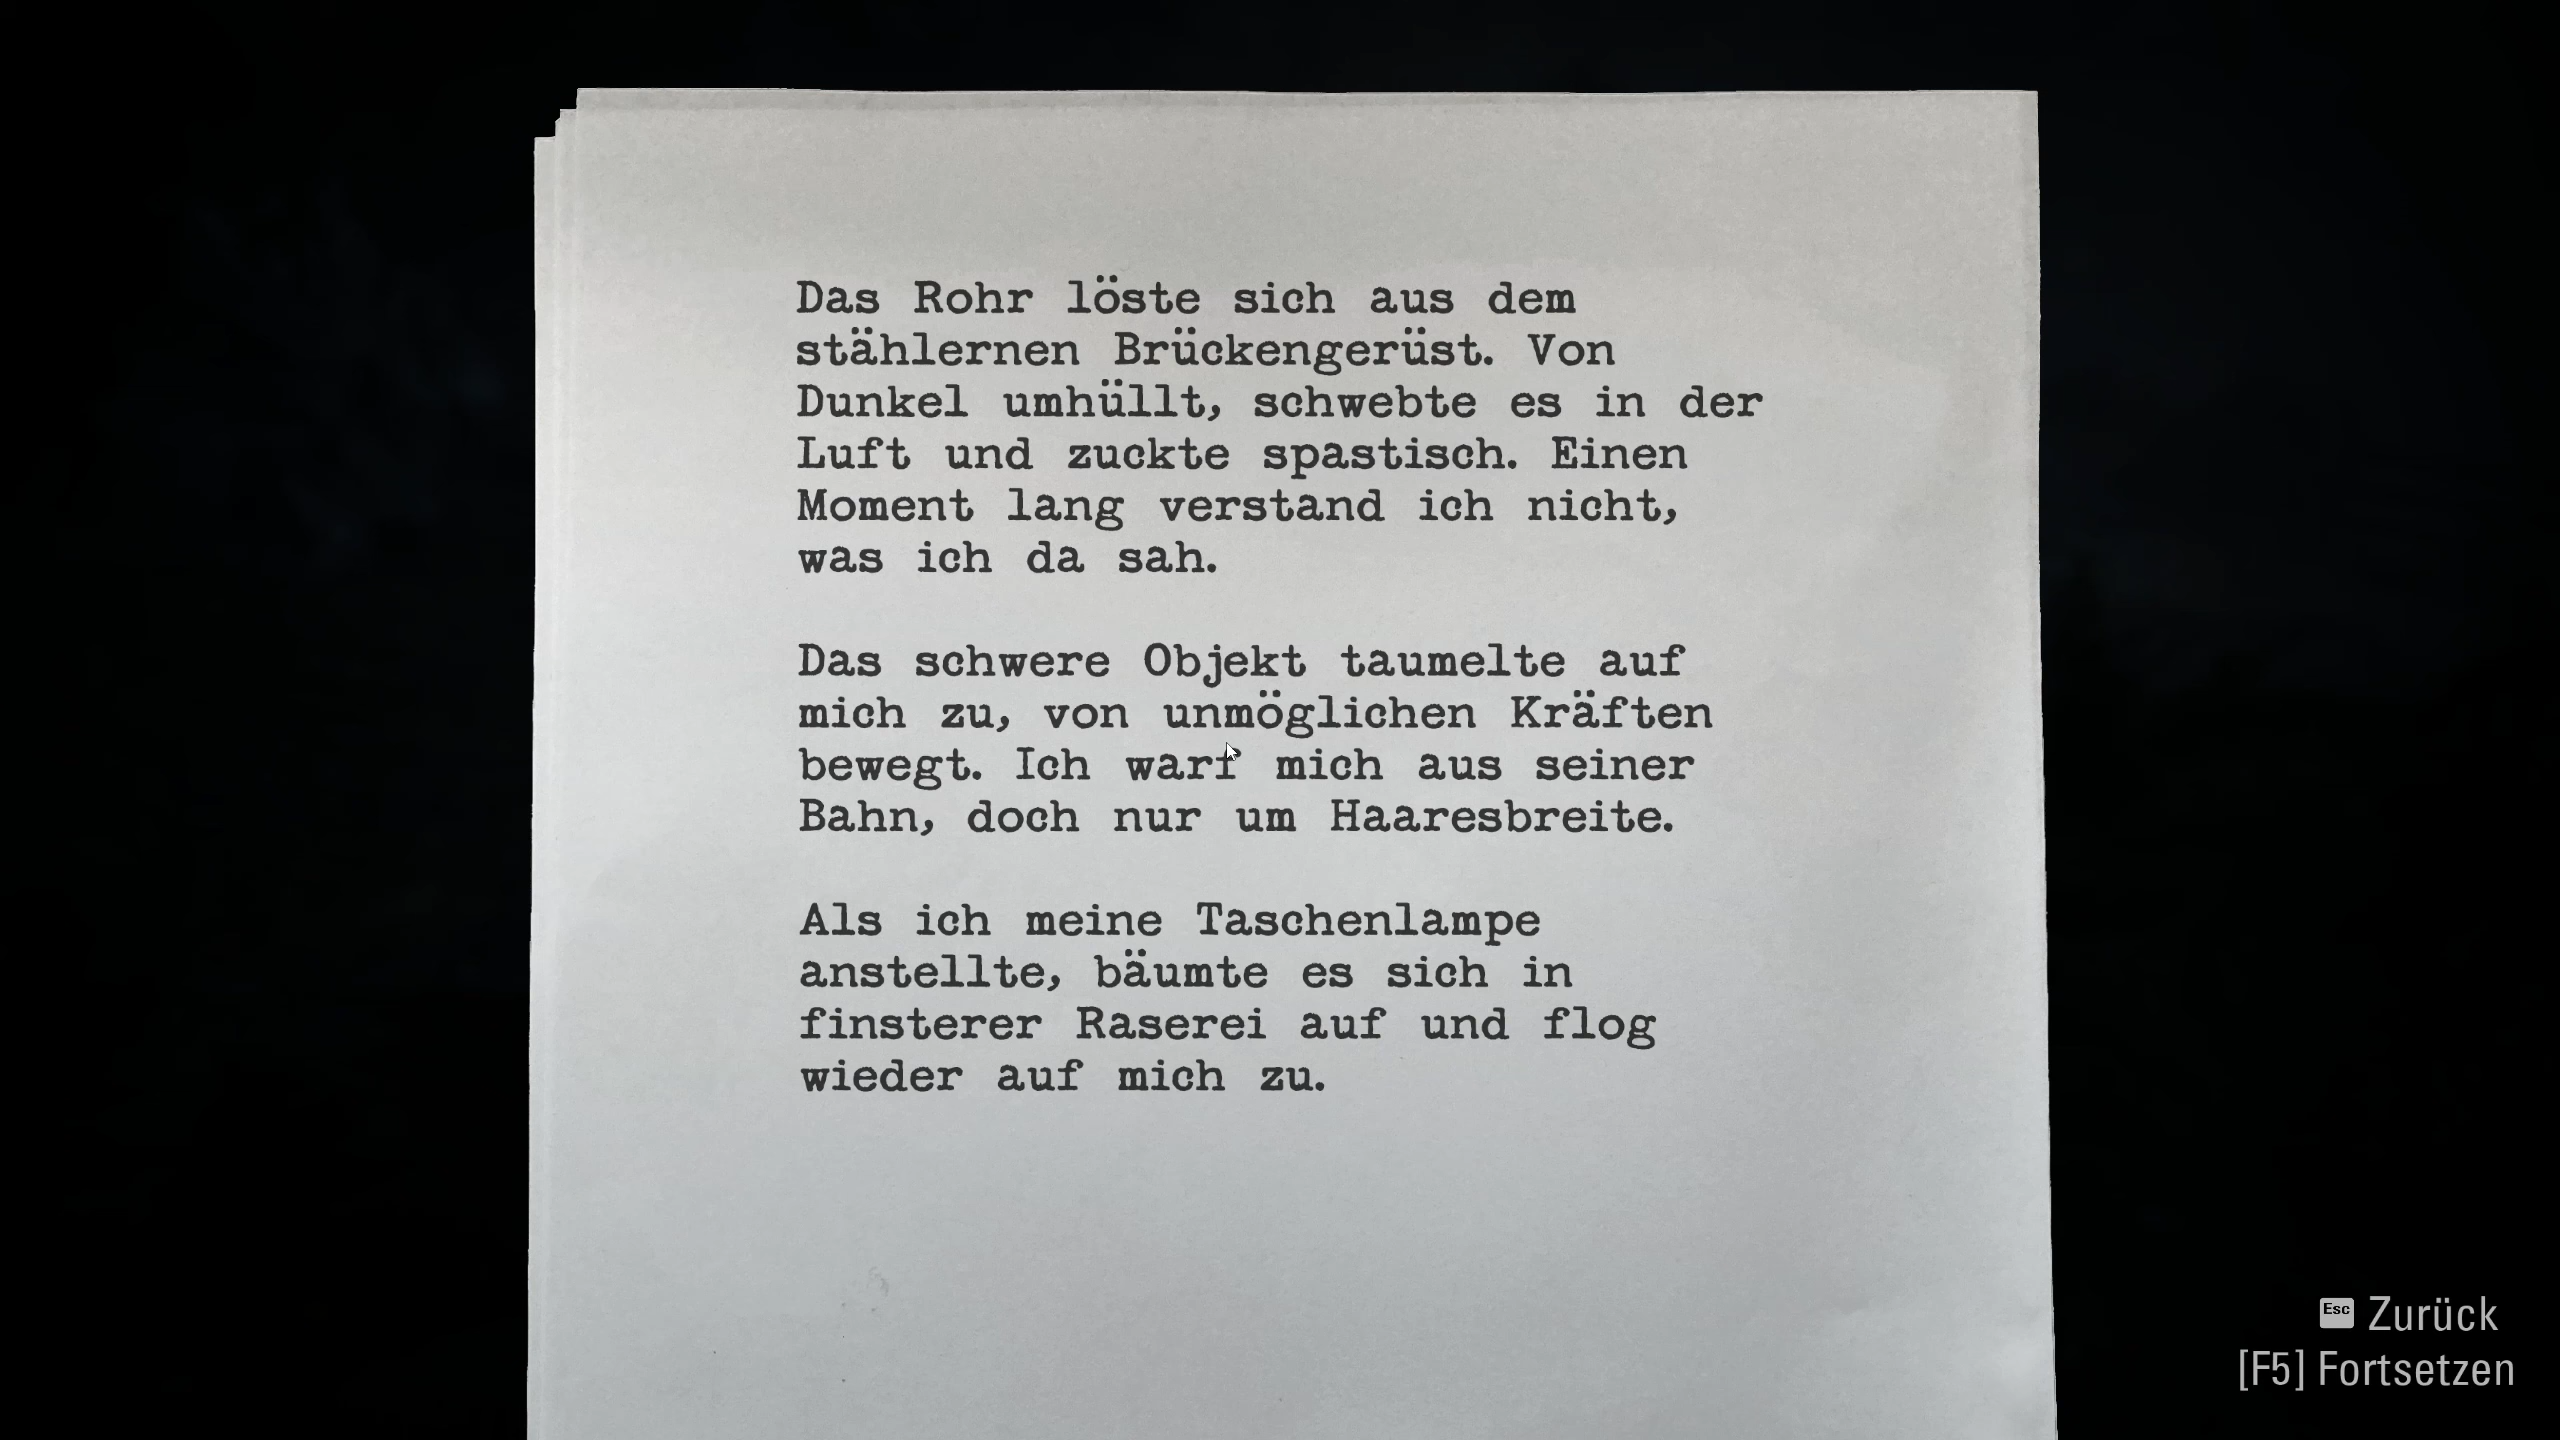 Das Rohr löste sich aus dem
stählernen Brückengerüst. Von
Dunkel umhüllt, schwebte es in der
Luft und zuckte spastisch. Einen
Moment lang verstand ich nicht,
was ich da sah.
Das schwere Objekt taumelte auf
mich zu, von unmöglichen Kräften
bewegt. Ich warf mich aus seiner
Bahn, doch nur um Haaresbreite.
Als ich meine Taschenlampe
anstellte, bäumte es sich in
finsterer Raserei auf und flog
wieder auf mich zu.
Esc Zurück
[F5] Fortsetzen